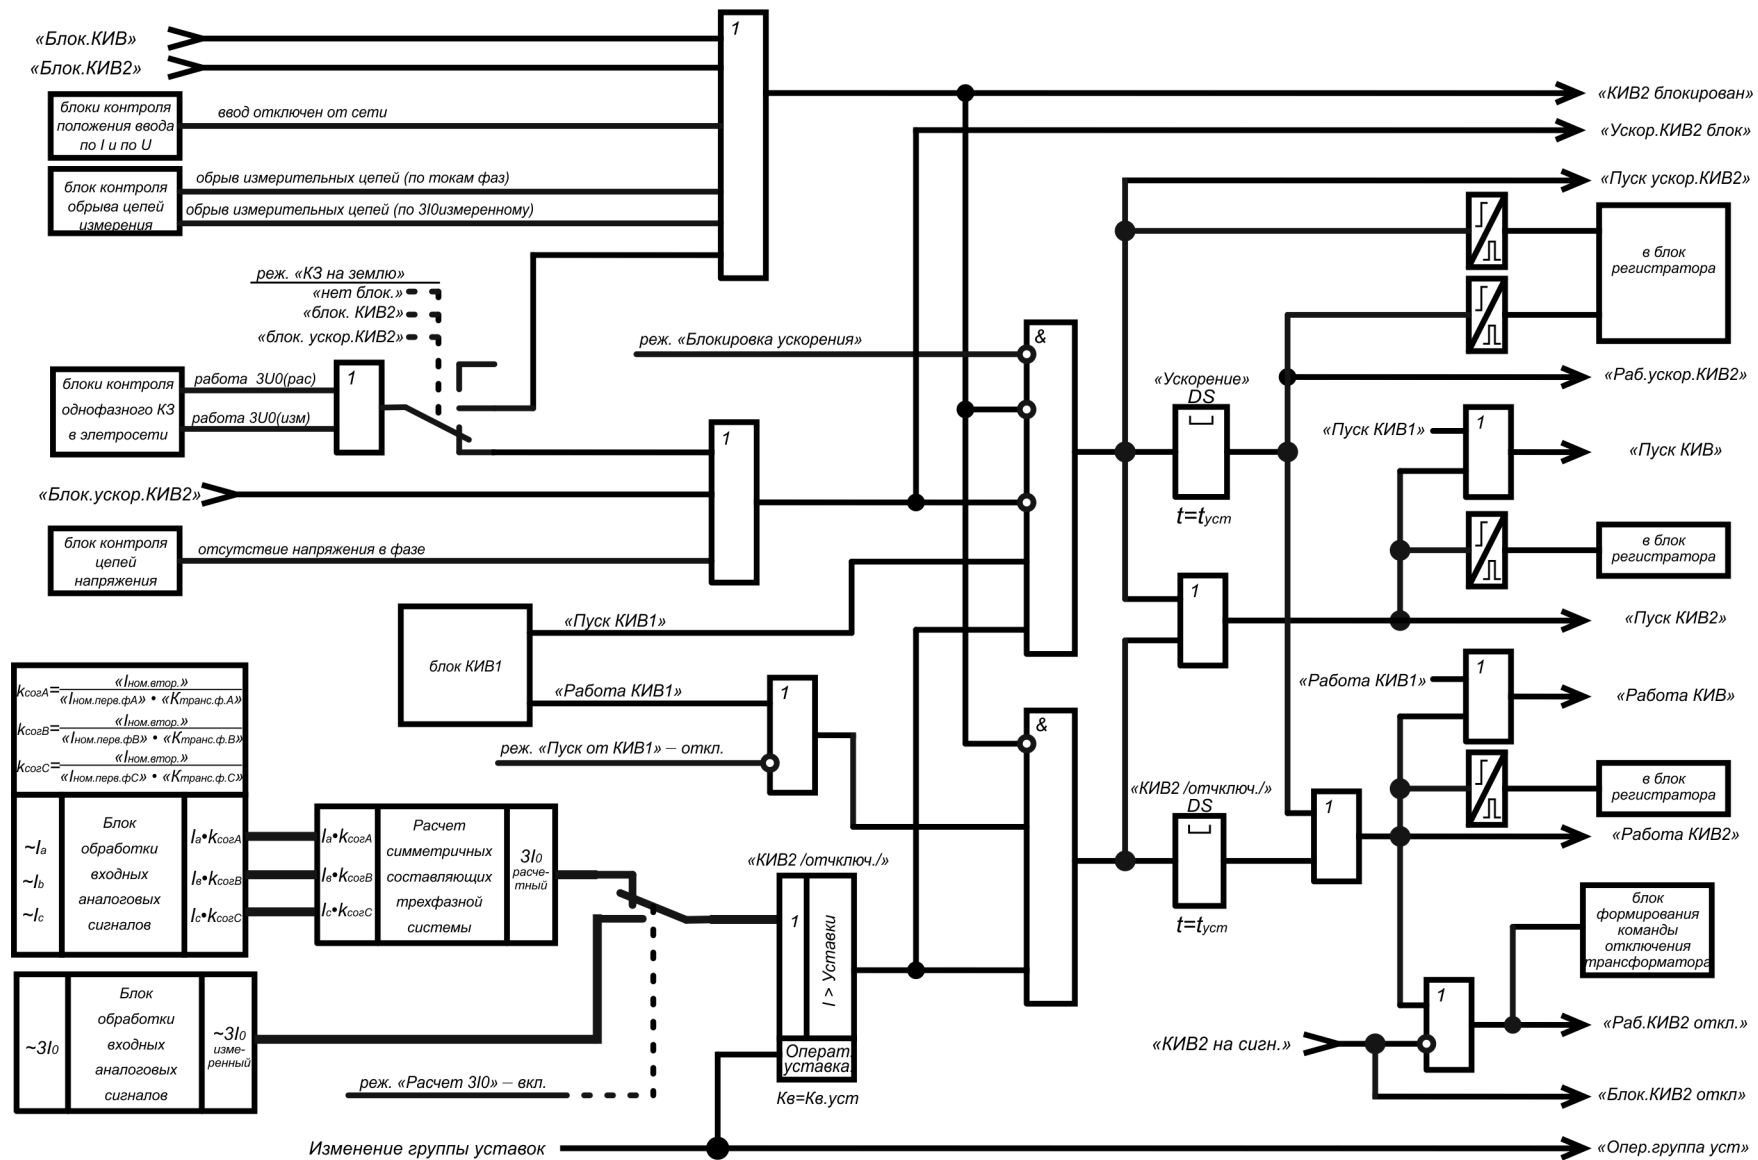 «Блок.КИВ»
«Блок.КИВ2»
блоки контроля
положения ввода
по I и по U
ввод отключен от сети
блок контроля
обрыва цепей
измерения
обрыв измерительных цепей (по токам фаз)
обрыв измерительных цепей (по 3I0измеренному)
1
реж. «КЗ на землю»
«нет блок.»
«блок. КИВ2»
«блок. ускор.КИВ2»
блоки контроля
однофазного КЗ
в элетросети
работа 3U0(рас)
работа 3U0(изм)
1
«Блок.ускор.КИВ2»
блок контроля
цепей
напряжения
отсутствие напряжения в фазе
1
реж. «Блокировка ускорения»
&
блок КИВ1
«Пуск КИВ1»
«Работа КИВ1»
реж. «Пуск от КИВ1» – откл.
1
&
kсогА=
«Iном.втор.»
«Iном.перв.фА» • «Kтранс.ф.А»
kсогВ=
«Iном.втор.»
«Iном.перв.фВ» • «Kтранс.ф.В»
kсогС=
«Iном.втор.»
«Iном.перв.фС» • «Kтранс.ф.С»
~Ia
~Ib
~Ic
Блок
обработки
входных
аналоговых
сигналов
Iа•kсогА
Iв•kсогВ
Iс•kсогС
Iа•kсогА
Iв•kсогВ
Iс•kсогС
Расчет
симметричных
составляющих
трехфазной
системы
3I0
расче-
тный
~3I0
Блок
обработки
входных
аналоговых
сигналов
~3I0
изме-
ренный
реж. «Расчет 3I0» – вкл.
«КИВ2 /отчключ./»
1
I > Уставки
Операт.
уставка
Кв=Кв.уст
Изменение группы уставок
«Ускорение»
DS
t=tуст
1
«КИВ2 /отчключ./»
DS
t=tуст
1
«КИВ2 блокирован»
«Ускор.КИВ2 блок»
«Пуск ускор.КИВ2»
в блок
регистратора
«Раб.ускор.КИВ2»
«Пуск КИВ1»
1
«Пуск КИВ»
в блок
регистратора
«Пуск КИВ2»
«Работа КИВ1»
1
«Работа КИВ»
в блок
регистратора
«Работа КИВ2»
блок
формирования
команды
отключения
трансформатора
1
«Раб.КИВ2 откл.»
«КИВ2 на сигн.»
«Блок.КИВ2 откл»
«Опер.группа уст»